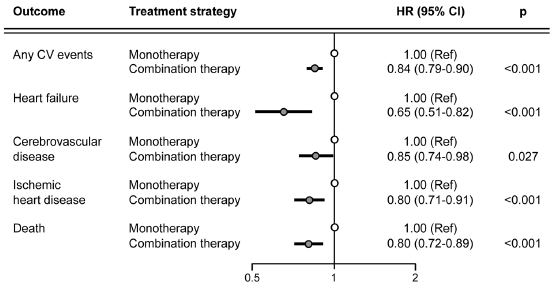 Outcome Treatment strategy HR (95% CI) p
Any CV events Monotherapy 1.00 (Ref)
Combination therapy 0.84 (0.79-0.90) <0.001
Heart failure Monotherapy 1.00 (Ref)
Combination therapy 0.65 (0.51-0.82) <0.001
Cerebrovascular Monotherapy 1.00 (Ref)
disease Combination therapy 0.85 (0.74-0.98) 0.027
Ischemic Monotherapy 1.00 (Ref)
heart disease Combination therapy 0.80 (0.71-0.91) <0.001
Death Monotherapy 1.00 (Ref)
Combination therapy 0.80 (0.72-0.89) <0.001
0.5 1 2